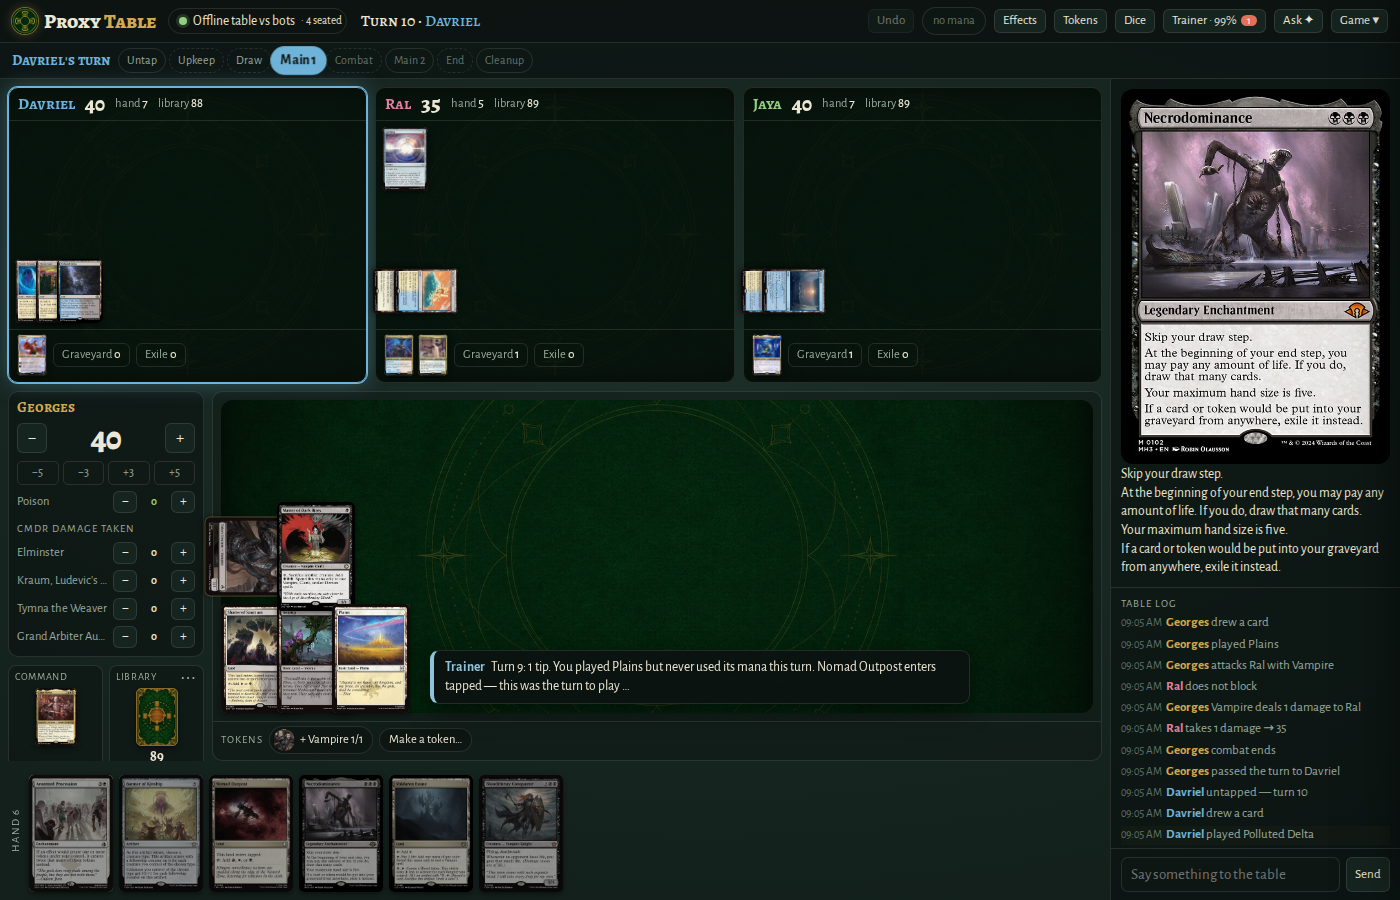 PROXY TABLE
Offline table vs bots · 4 seated
TURN 10 · DAVRIEL
Undo
no mana
Effects
Tokens
Dice
Trainer · 99% 1
Ask ✦
Game ▾
DAVRIEL'S TURN
Untap
Upkeep
Draw
Main 1
Combat
Main 2
End
Cleanup
DAVRIEL 40 hand 7 library 88
Graveyard 0
Exile 0
RAL 35 hand 5 library 89
Graveyard 1
Exile 0
JAYA 40 hand 7 library 89
Graveyard 1
Exile 0
GEORGES
− 40 +
−5 −3 +3 +5
Poison − 0 +
CMDR DAMAGE TAKEN
Elminster − 0 +
Kraum, Ludevic's ... − 0 +
Tymna the Weaver − 0 +
Grand Arbiter Au... − 0 +
COMMAND
LIBRARY ...
89
Trainer Turn 9: 1 tip. You played Plains but never used its mana this turn. Nomad Outpost enters
tapped — this was the turn to play ...
TOKENS
+ Vampire 1/1
Make a token...
HAND 6
Necrodominance
Legendary Enchantment
Skip your draw step.
At the beginning of your end step, you
may pay any amount of life. If you do,
draw that many cards.
Your maximum hand size is five.
If a card or token would be put into your
graveyard from anywhere, exile it instead.
M 0102
MH3 • EN ROBIN OLAUSSON
™ & © 2024 Wizards of the Coast
Skip your draw step.
At the beginning of your end step, you may pay any
amount of life. If you do, draw that many cards.
Your maximum hand size is five.
If a card or token would be put into your graveyard
from anywhere, exile it instead.
TABLE LOG
09:05 AM Georges drew a card
09:05 AM Georges played Plains
09:05 AM Georges attacks Ral with Vampire
09:05 AM Ral does not block
09:05 AM Georges Vampire deals 1 damage to Ral
09:05 AM Ral takes 1 damage → 35
09:05 AM Georges combat ends
09:05 AM Georges passed the turn to Davriel
09:05 AM Davriel untapped — turn 10
09:05 AM Davriel drew a card
09:05 AM Davriel played Polluted Delta
Say something to the table
Send